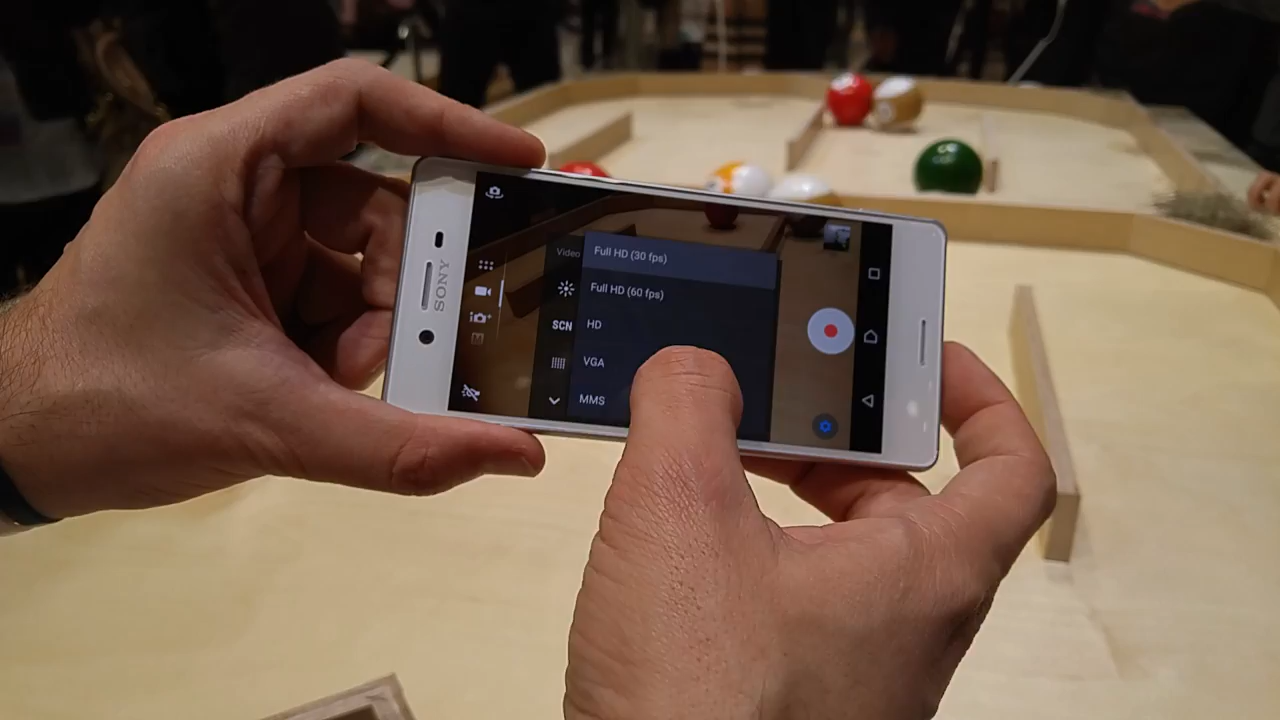 SONY
Video
Full HD (30 fps)
Full HD (60 fps)
SCN
HD
VGA
MMS